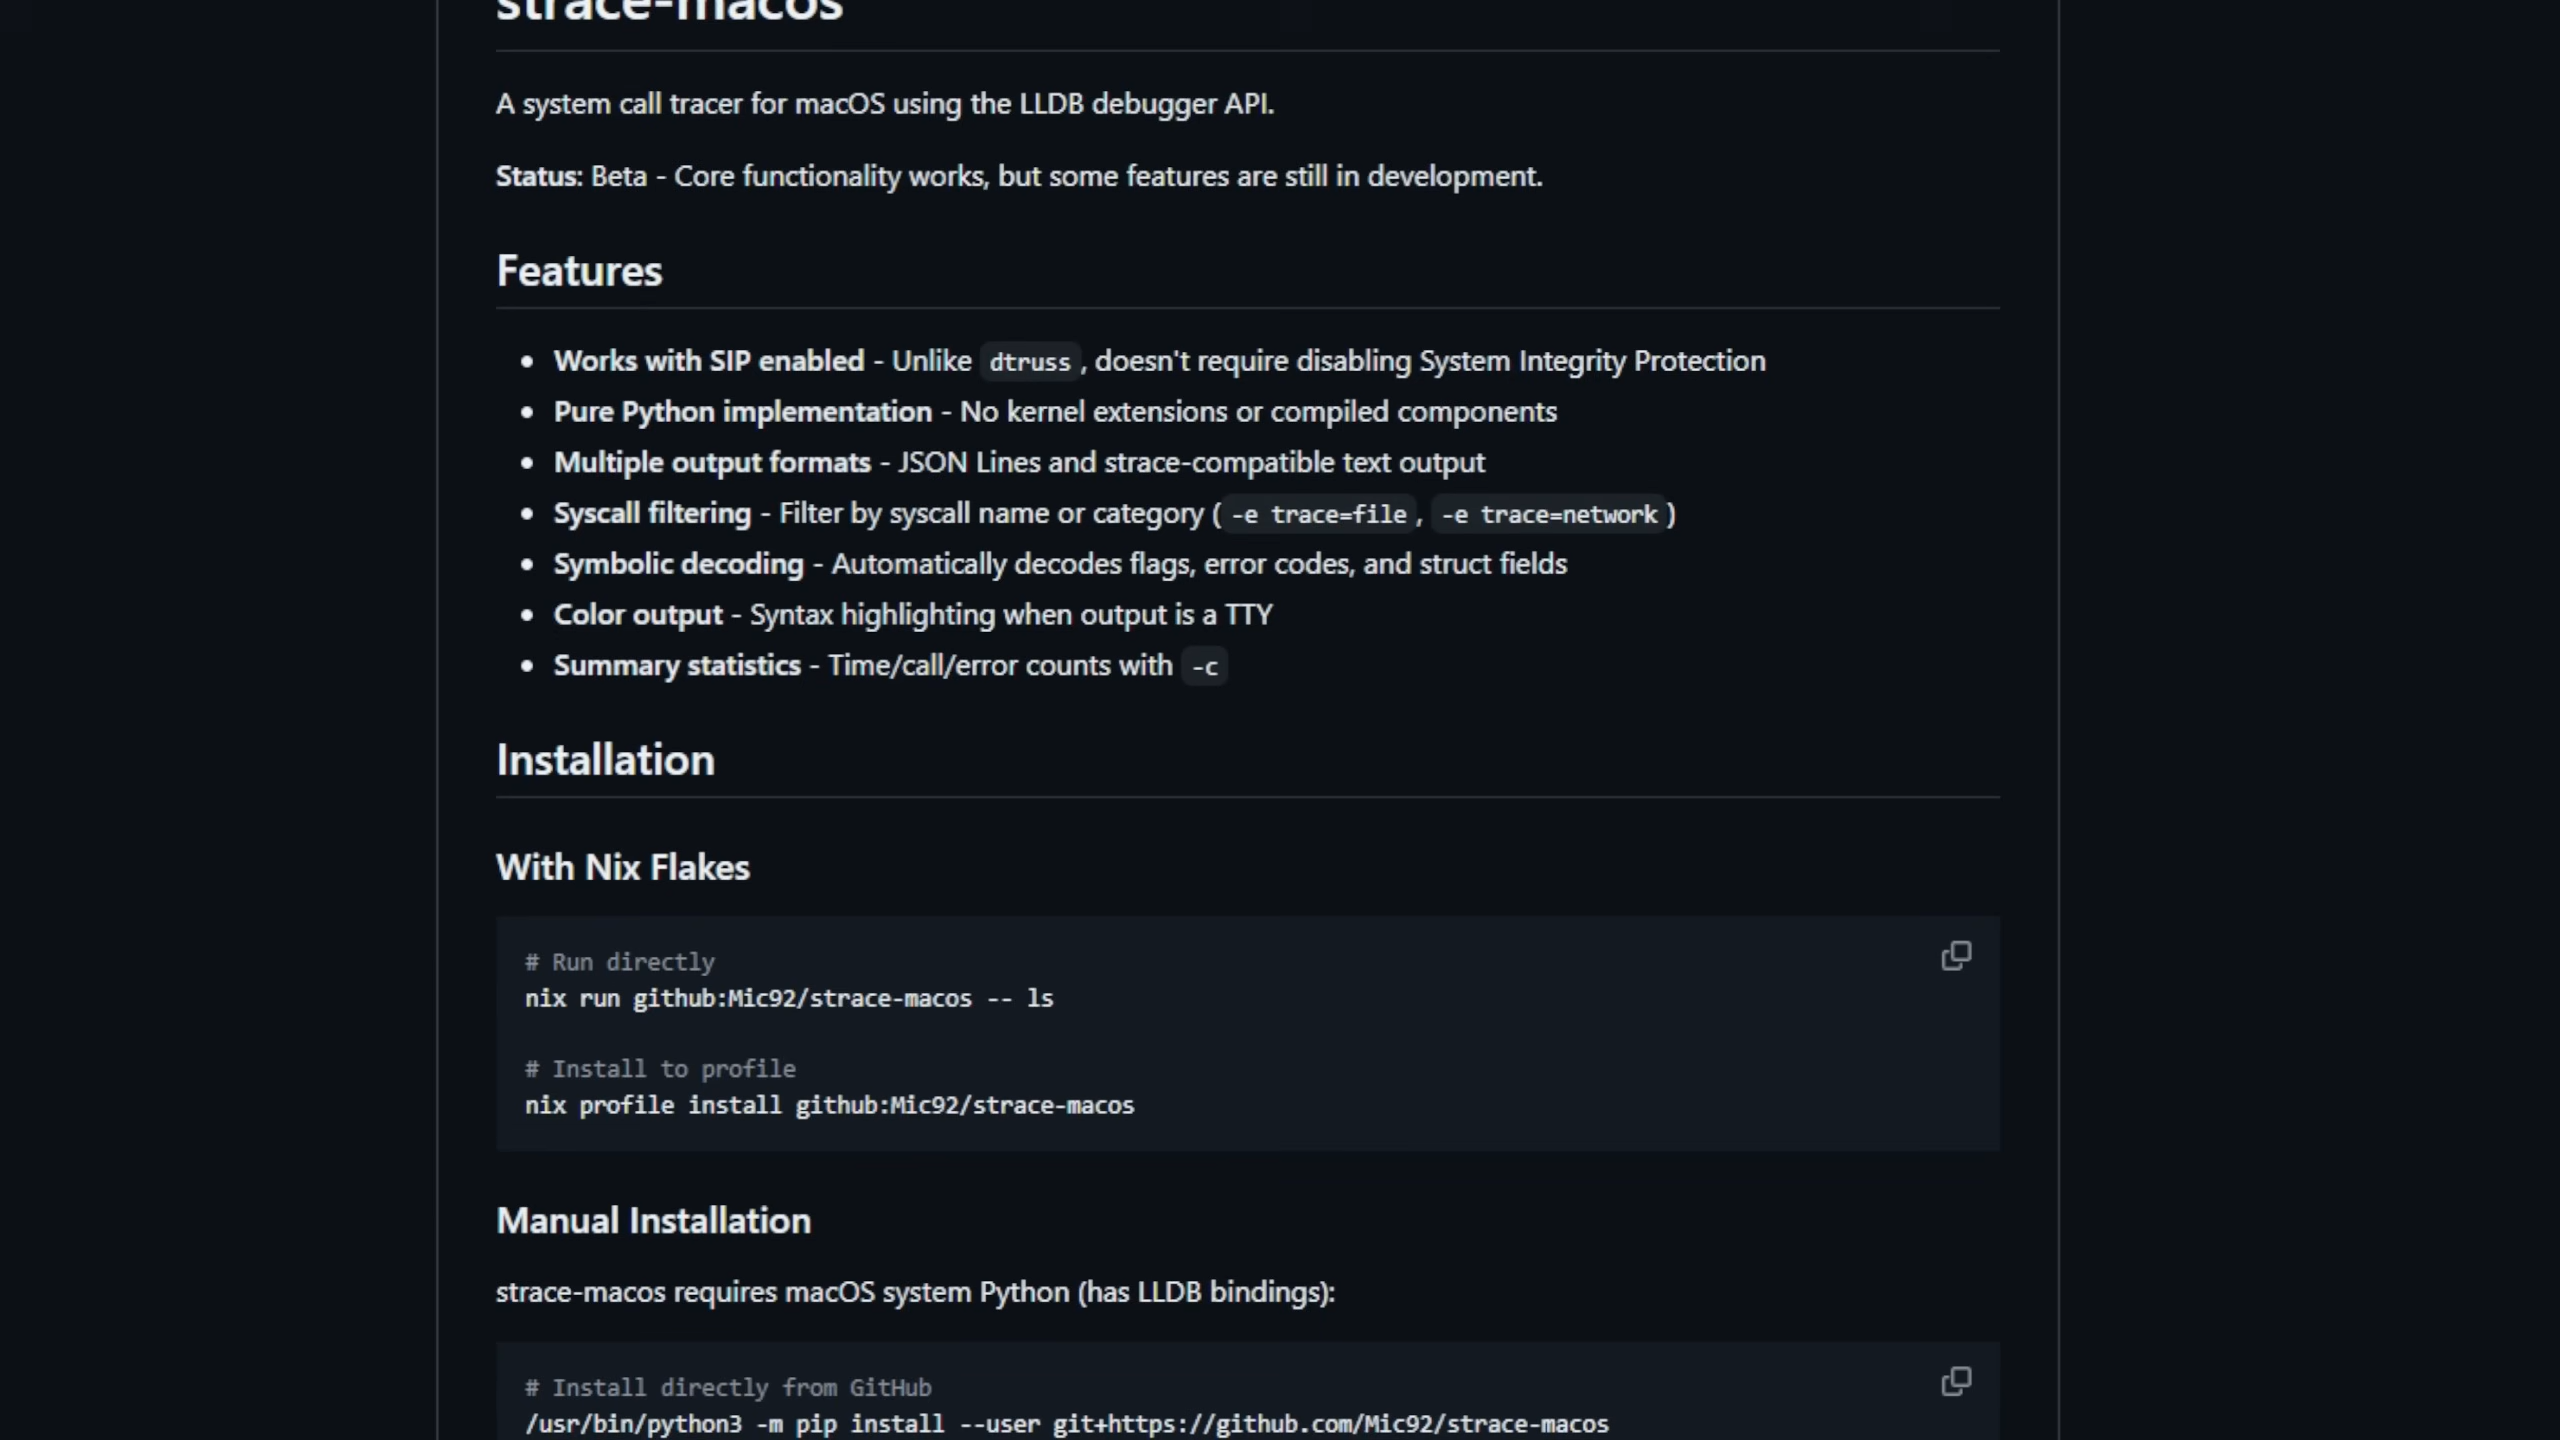 strace-macos
A system call tracer for macOS using the LLDB debugger API.
Status: Beta - Core functionality works, but some features are still in development.
Features
• Works with SIP enabled - Unlike dtruss, doesn't require disabling System Integrity Protection
• Pure Python implementation - No kernel extensions or compiled components
• Multiple output formats - JSON Lines and strace-compatible text output
• Syscall filtering - Filter by syscall name or category (-e trace=file, -e trace=network)
• Symbolic decoding - Automatically decodes flags, error codes, and struct fields
• Color output - Syntax highlighting when output is a TTY
• Summary statistics - Time/call/error counts with -c
Installation
With Nix Flakes
# Run directly
nix run github:Mic92/strace-macos -- ls
# Install to profile
nix profile install github:Mic92/strace-macos
Manual Installation
strace-macos requires macOS system Python (has LLDB bindings):
# Install directly from GitHub
/usr/bin/python3 -m pip install --user git+https://github.com/Mic92/strace-macos